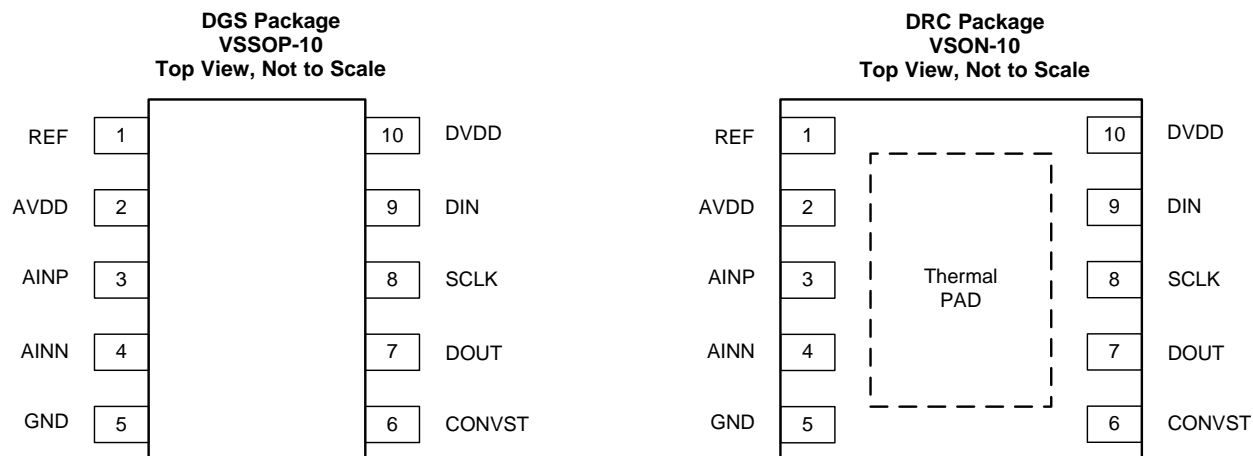 DGS Package
VSSOP-10
Top View, Not to Scale
REF 1 10 DVDD
AVDD 2 9 DIN
AINP 3 8 SCLK
AINN 4 7 DOUT
GND 5 6 CONVST
DRC Package
VSON-10
Top View, Not to Scale
REF 1 10 DVDD
AVDD 2 9 DIN
AINP 3 8 SCLK
Thermal
PAD
AINN 4 7 DOUT
GND 5 6 CONVST